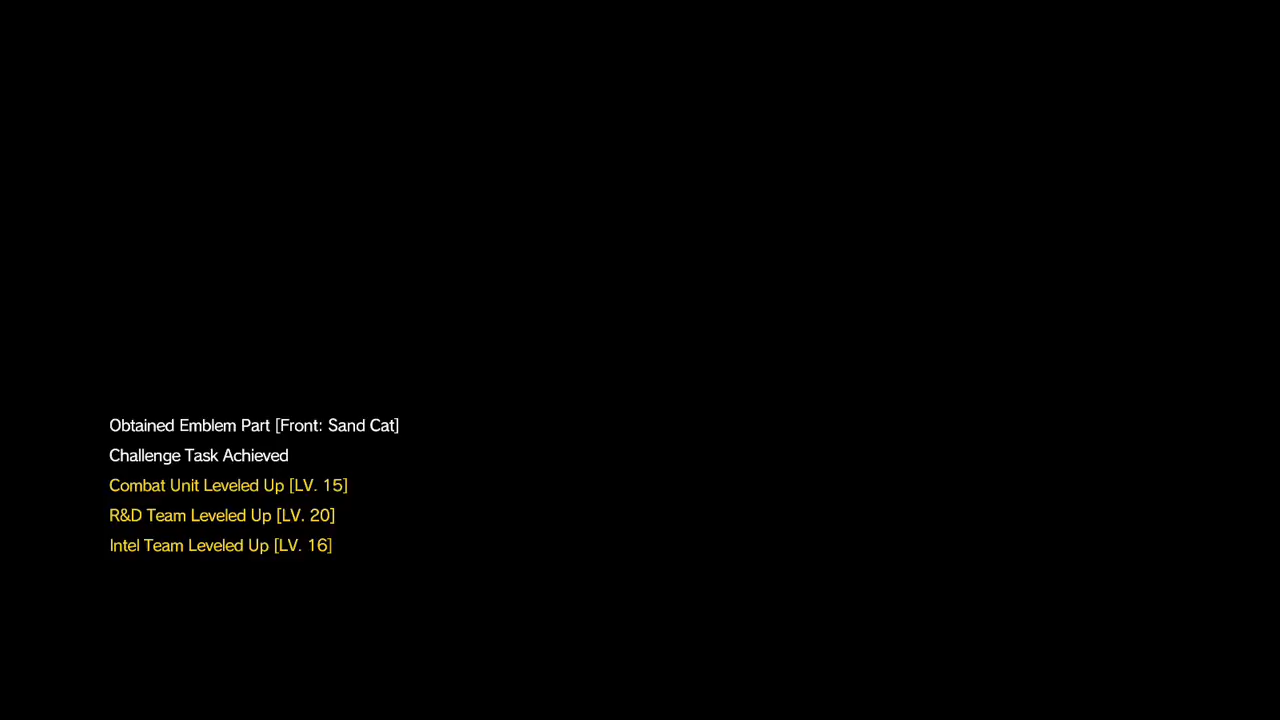 Obtained Emblem Part [Front: Sand Cat]
Challenge Task Achieved
Combat Unit Leveled Up [LV. 15]
R&D Team Leveled Up [LV. 20]
Intel Team Leveled Up [LV. 16]